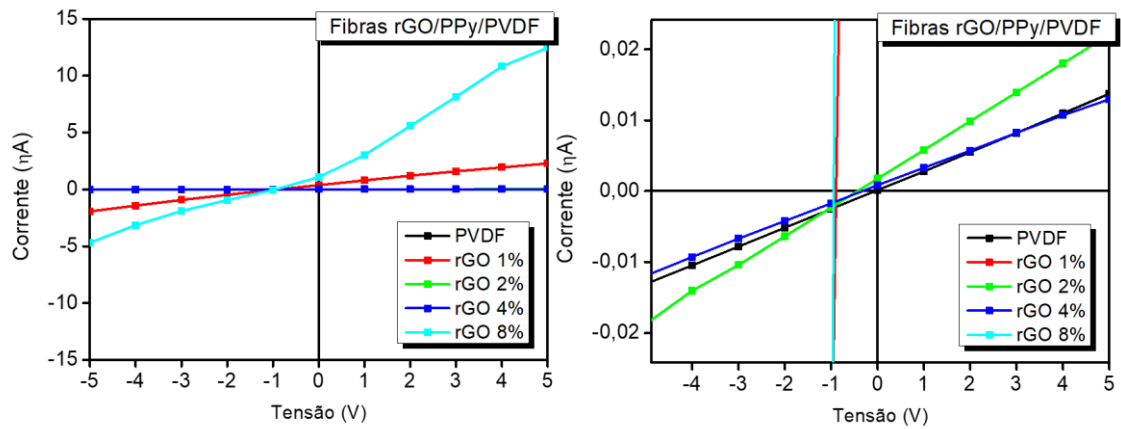 Fibras rGO/PPy/PVDF
15
10
5
0
-5
-10
-15
Corrente (ηA)
PVDF
rGO 1%
rGO 2%
rGO 4%
rGO 8%
-5 -4 -3 -2 -1 0 1 2 3 4 5
Tensão (V)
Fibras rGO/PPy/PVDF
0,02
0,01
0,00
-0,01
-0,02
Corrente (ηA)
PVDF
rGO 1%
rGO 2%
rGO 4%
rGO 8%
-4 -3 -2 -1 0 1 2 3 4 5
Tensão (V)